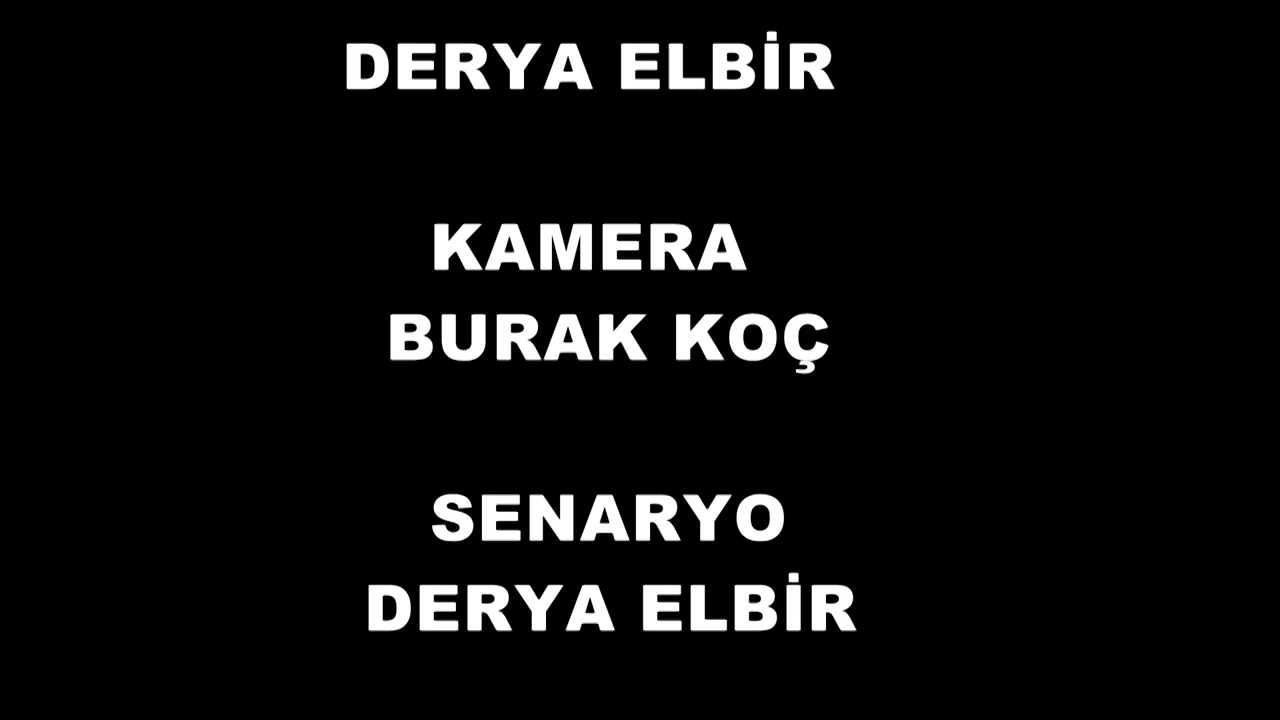 DERYA ELBİR
KAMERA
BURAK KOÇ
SENARYO
DERYA ELBİR